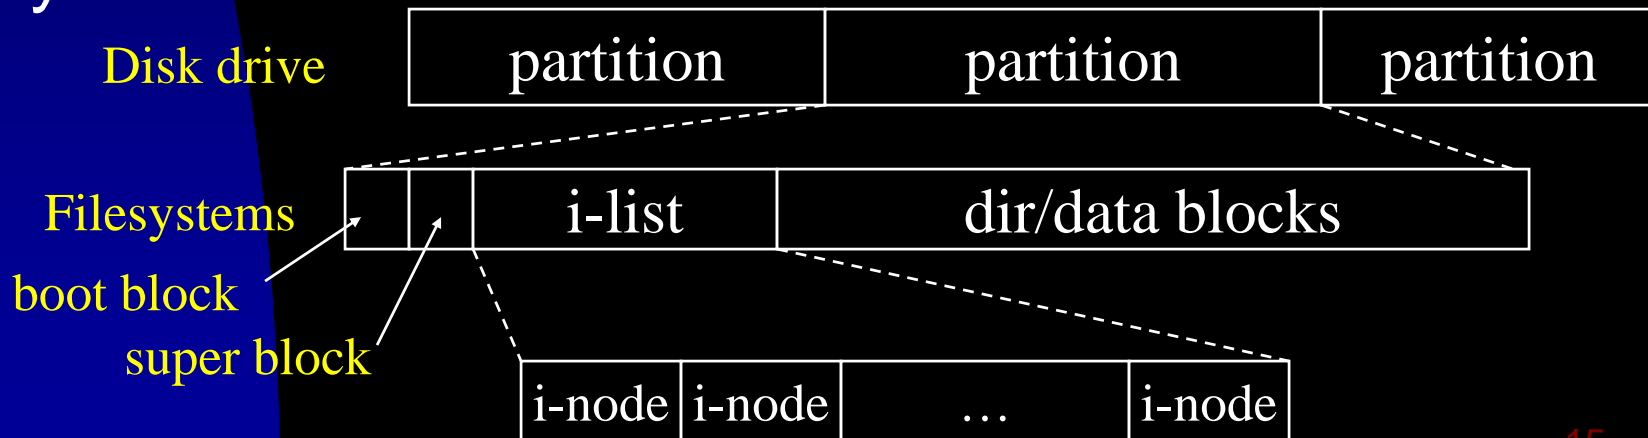 Disk drive partition partition partition
Filesystems i-list dir/data blocks
boot block
super block
i-node i-node … i-node